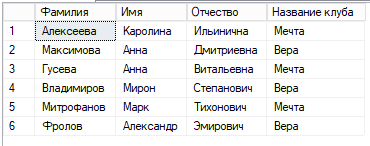 Фамилия Имя Отчество Название клуба
1 Алексеева Каролина Ильинична Мечта
2 Максимова Анна Дмитриевна Вера
3 Гусева Анна Витальевна Мечта
4 Владимиров Мирон Степанович Вера
5 Митрофанов Марк Тихонович Мечта
6 Фролов Александр Эмирович Вера